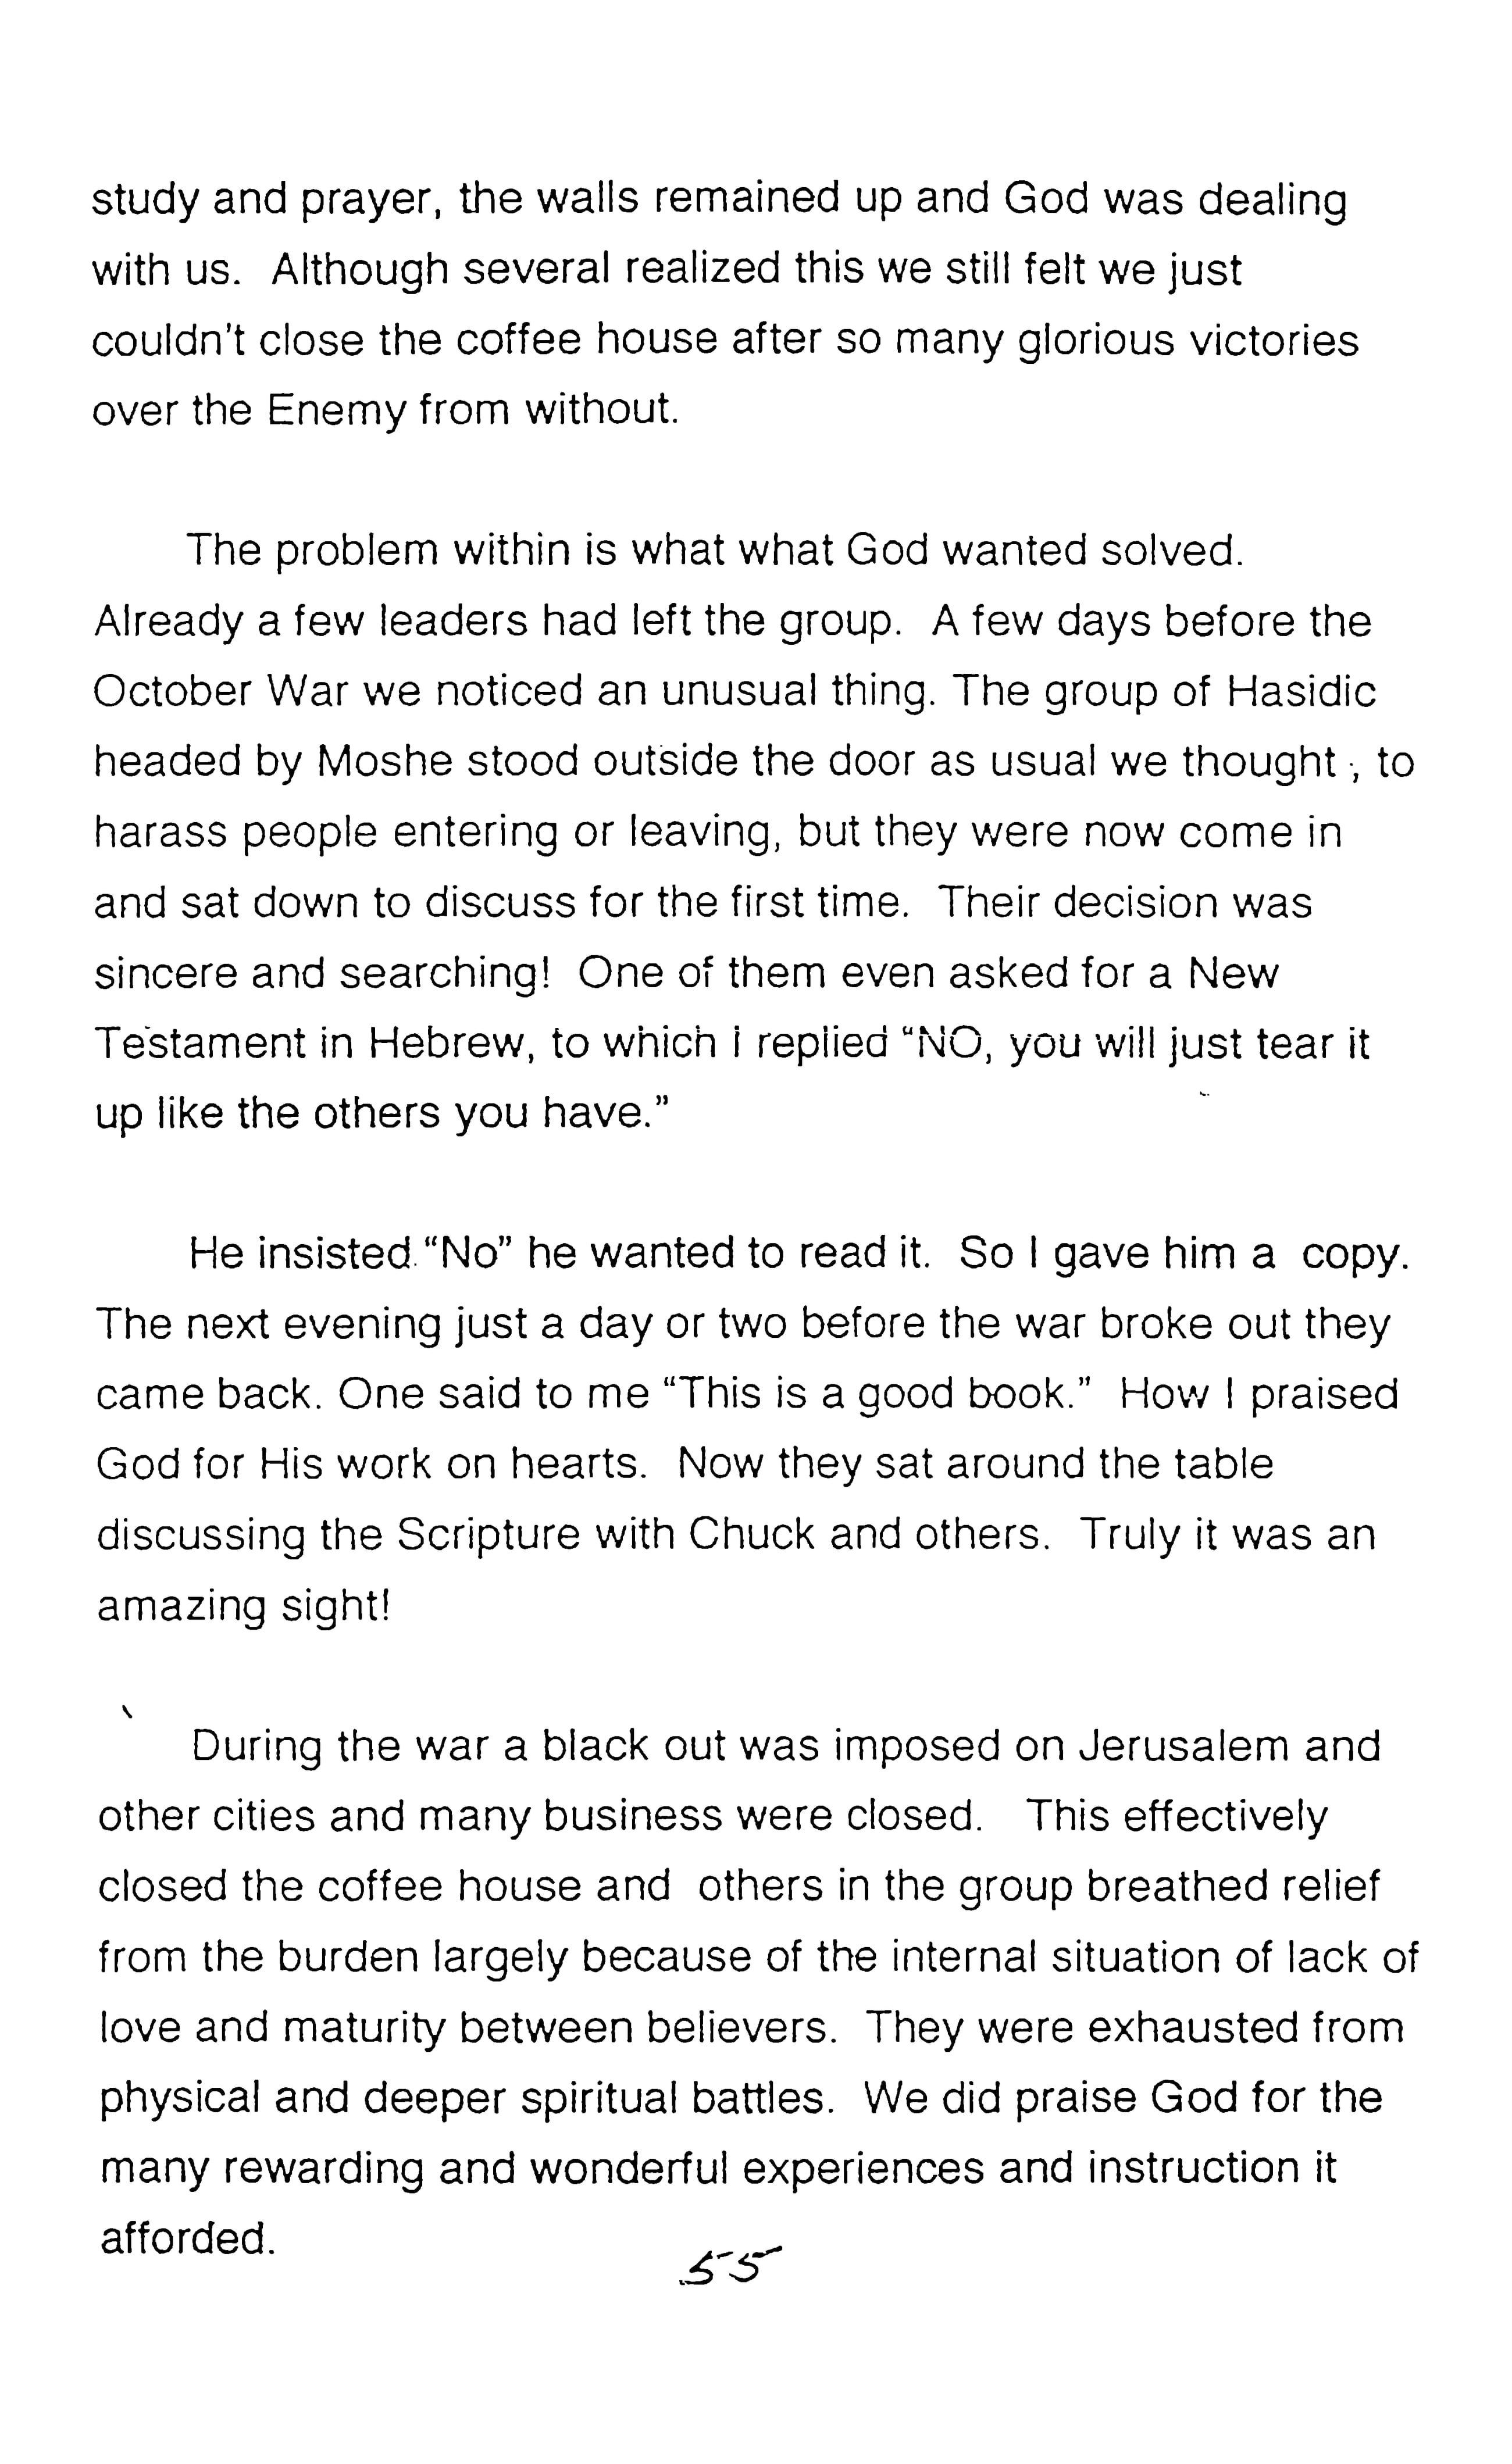 study and prayer, the walls remained up and God was dealing
with us.  Although several realized this we still felt we just
couldn't close the coffee house after so many glorious victories
over the Enemy from without.

The problem within is what what God wanted solved.
Already a few leaders had left the group.  A few days before the
October War we noticed an unusual thing. The group of Hasidic
headed by Moshe stood outside the door as usual we thought , to
harass people entering or leaving, but they were now come in
and sat down to discuss for the first time.  Their decision was
sincere and searching!  One of them even asked for a New
Testament in Hebrew, to which I replied “NO, you will just tear it
up like the others you have.”

He insisted “No” he wanted to read it.  So I gave him a  copy.
The next evening just a day or two before the war broke out they
came back. One said to me “This is a good book.”  How I praised
God for His work on hearts.  Now they sat around the table
discussing the Scripture with Chuck and others.  Truly it was an
amazing sight!

During the war a black out was imposed on Jerusalem and
other cities and many business were closed.   This effectively
closed the coffee house and  others in the group breathed relief
from the burden largely because of the internal situation of lack of
love and maturity between believers.  They were exhausted from
physical and deeper spiritual battles.  We did praise God for the
many rewarding and wonderful experiences and instruction it
afforded.
55